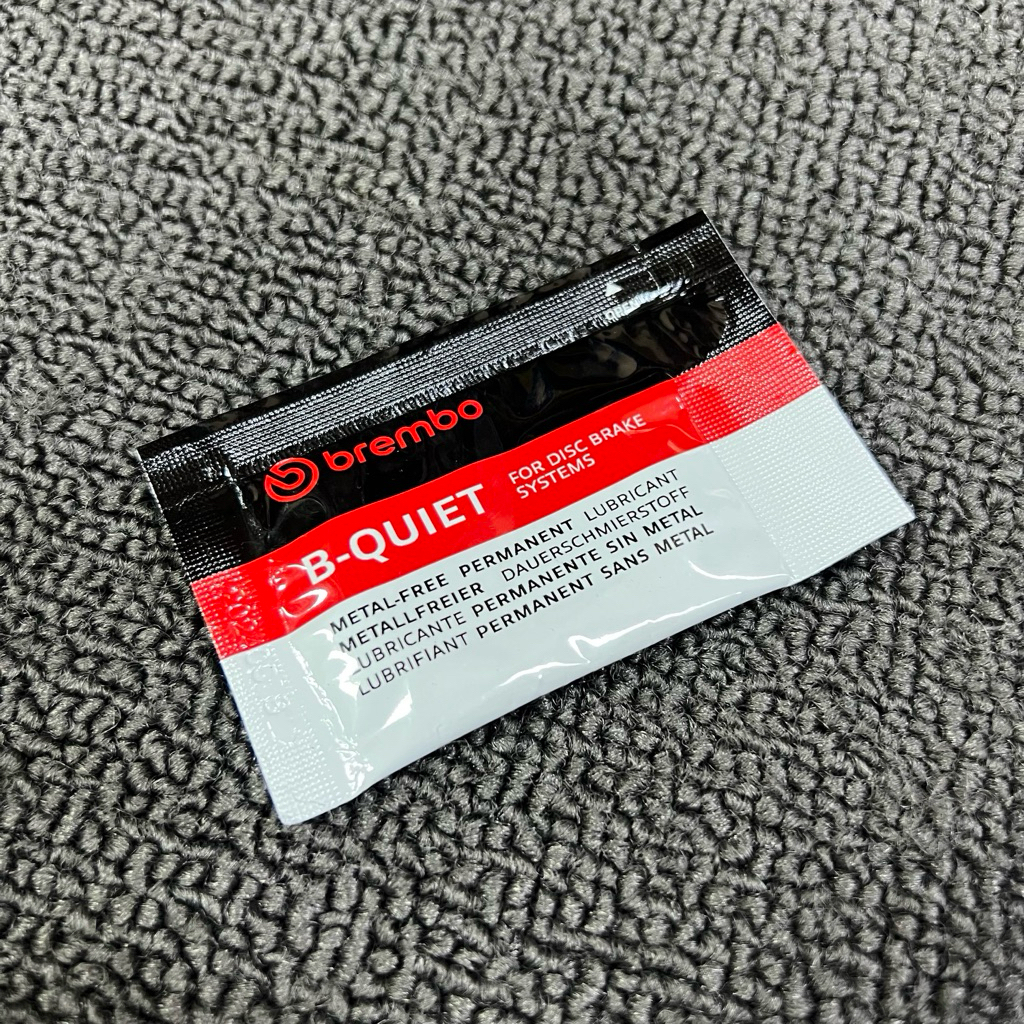 brembo
B-QUIET
FOR DISC BRAKE
SYSTEMS
METAL-FREE PERMANENT LUBRICANT
METALLFREIER DAUERSCHMIERSTOFF
LUBRICANTE PERMANENTE SIN METAL
LUBRIFIANT PERMANENT SANS METAL